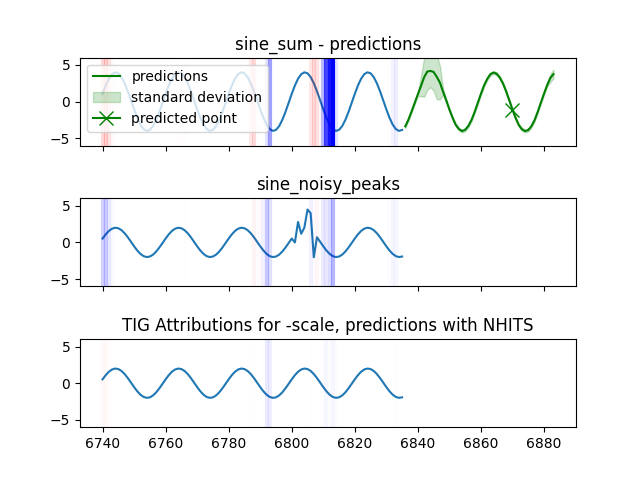 sine_sum - predictions
5
0
−5
predictions
standard deviation
predicted point
sine_noisy_peaks
5
0
−5
TIG Attributions for -scale, predictions with NHITS
5
0
−5
6740 6760 6780 6800 6820 6840 6860 6880